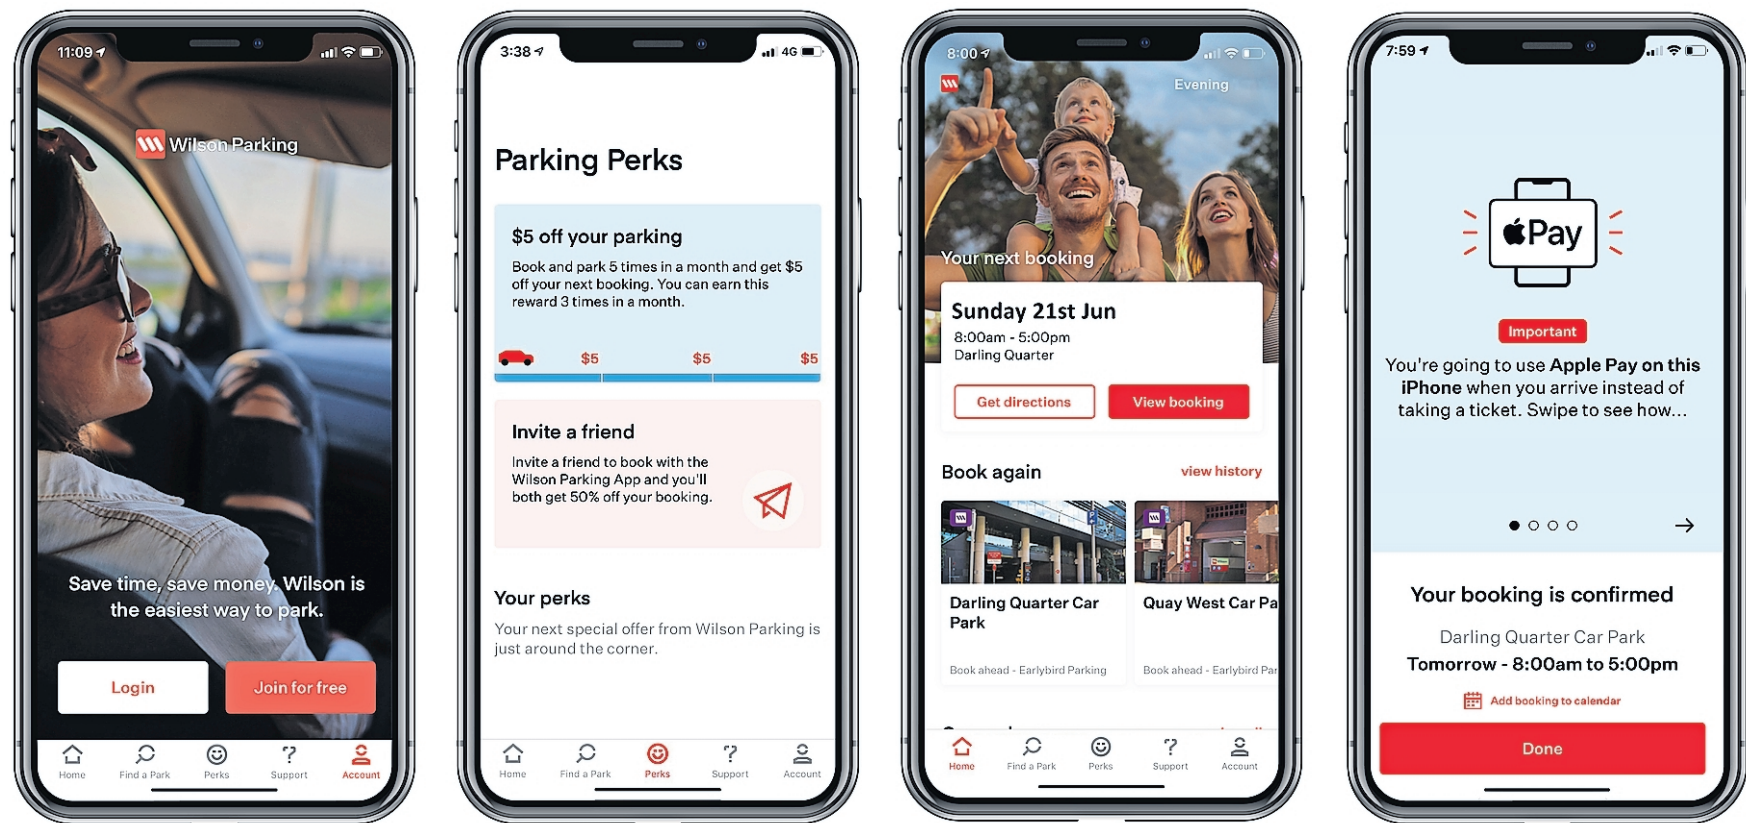 11:09
Wilson Parking
Save time, save money. Wilson is
the easiest way to park.
Login
Join for free
Home
Find a Park
Perks
Support
Account
3:38
4G
Parking Perks
$5 off your parking
Book and park 5 times in a month and get $5
off your next booking. You can earn this
reward 3 times in a month.
$5
$5
$5
Invite a friend
Invite a friend to book with the
Wilson Parking App and you'll
both get 50% off your booking.
Your perks
Your next special offer from Wilson Parking is
just around the corner.
Home
Find a Park
Perks
Support
Account
8:00
Evening
Your next booking
Sunday 21st Jun
8:00am - 5:00pm
Darling Quarter
Get directions
View booking
Book again
view history
Darling Quarter Car
Park
Book ahead - Earlybird Parking
Quay West Car Pa
Book ahead - Earlybird Par
Home
Find a Park
Perks
Support
Account
7:59
Pay
Important
You're going to use Apple Pay on this
iPhone when you arrive instead of
taking a ticket. Swipe to see how...
Your booking is confirmed
Darling Quarter Car Park
Tomorrow - 8:00am to 5:00pm
Add booking to calendar
Done